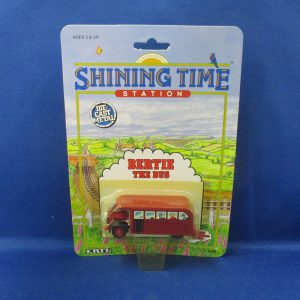 AGES 3 & UP
SHINING TIME
STATION
DIE
CAST
METAL
BERTIE
THE BUS
ERTL